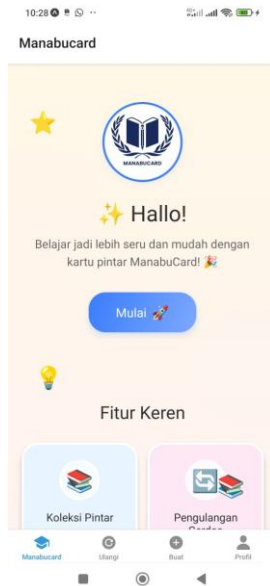 10:28
Manabucard
MANABUCARD
✨ Hallo!
Belajar jadi lebih seru dan mudah dengan
kartu pintar ManabuCard! 🎉
Mulai 🚀
Fitur Keren
Koleksi Pintar
Pengulangan
Manabucard
Ulangi
Buat
Profil